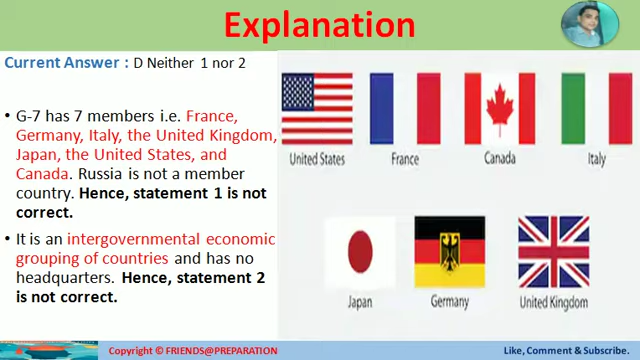 Explanation
Current Answer : D Neither 1 nor 2
• G-7 has 7 members i.e. France,
Germany, Italy, the United Kingdom,
Japan, the United States, and
Canada. Russia is not a member
country. Hence, statement 1 is not
correct.
• It is an intergovernmental economic
grouping of countries and has no
headquarters. Hence, statement 2
is not correct.
United States
France
Canada
Italy
Japan
Germany
United Kingdom
Copyright © FRIENDS@PREPARATION
Like, Comment & Subscribe.